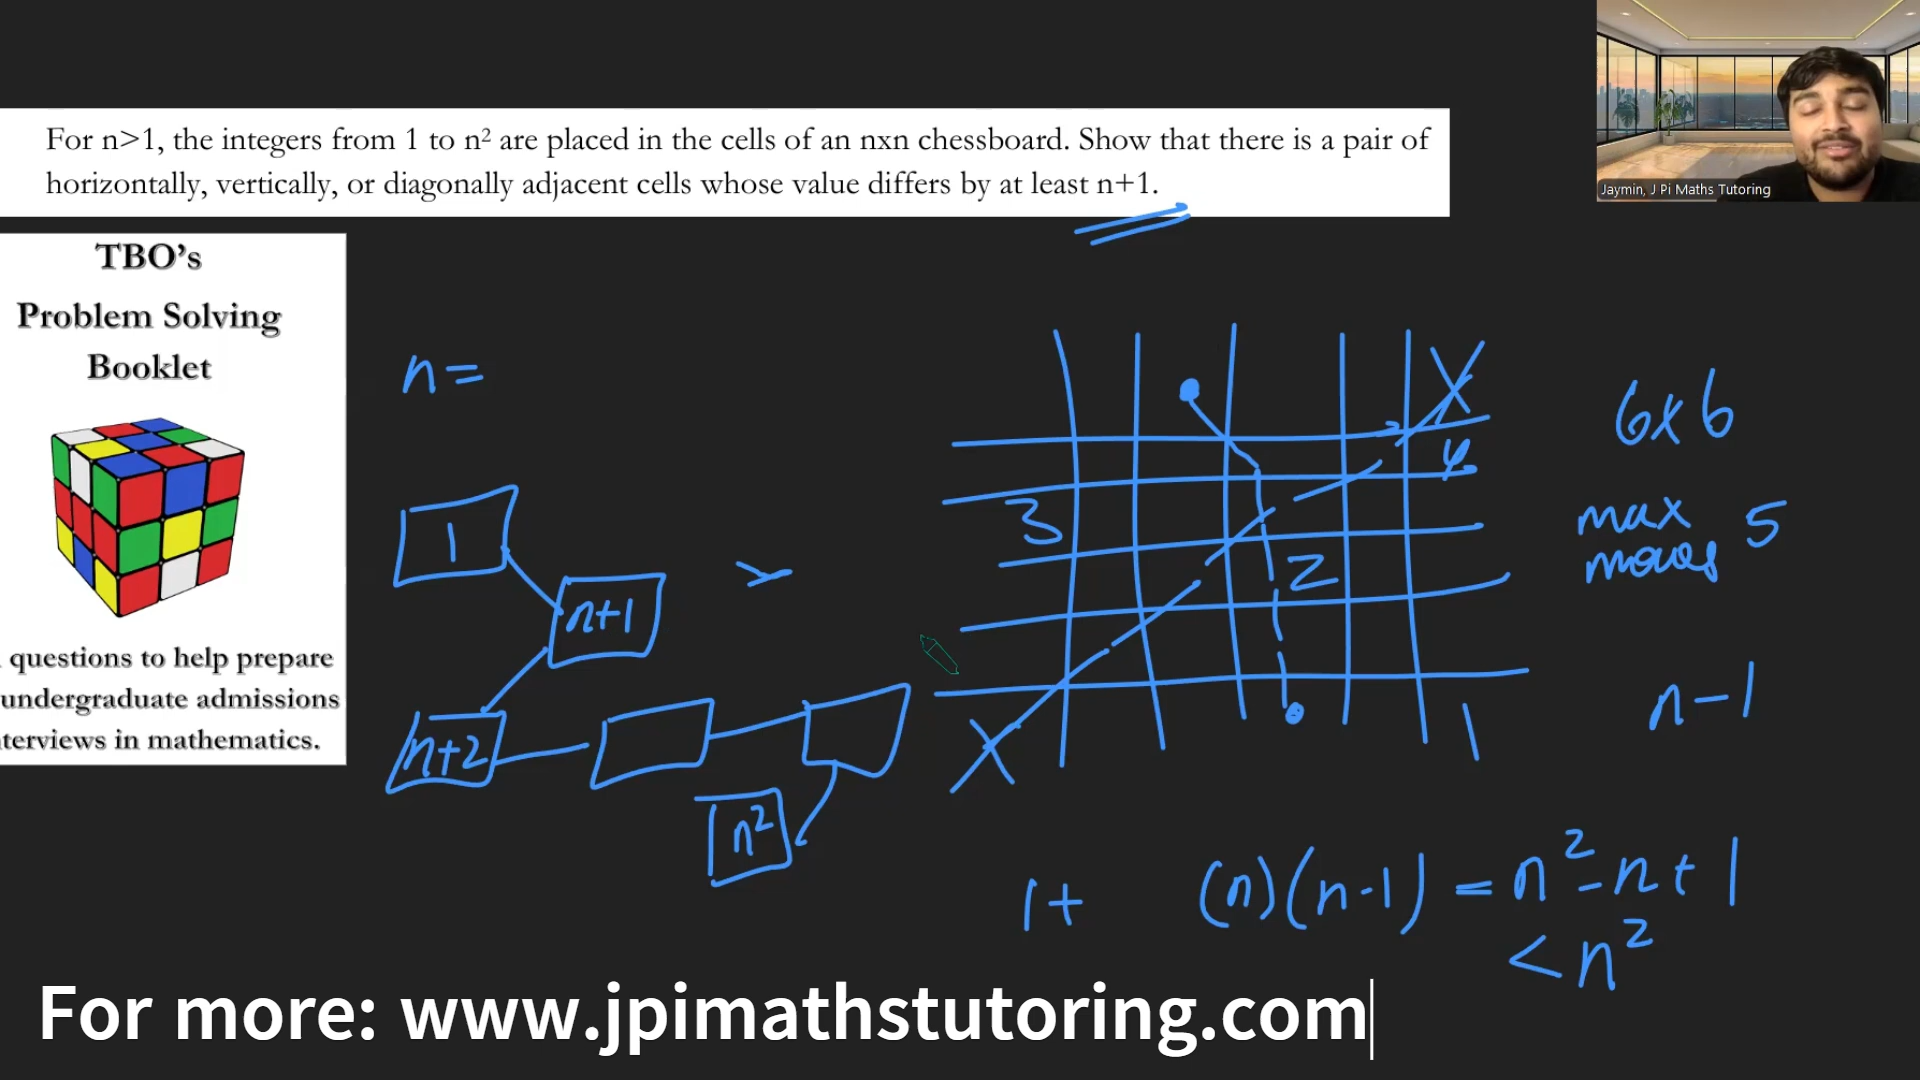 For n>1, the integers from 1 to n² are placed in the cells of an nxn chessboard. Show that there is a pair of
horizontally, vertically, or diagonally adjacent cells whose value differs by at least n+1.
Jaymin, J Pi Maths Tutoring
TBO's
Problem Solving
Booklet
questions to help prepare
undergraduate admissions
nterviews in mathematics.
n=
1
n+1
n+2
n²
>
X
4
3
2
X
1
6x6
max
moves 5
n-1
1+ (n)(n-1) = n²-n+1
<n²
For more: www.jpimathstutoring.com